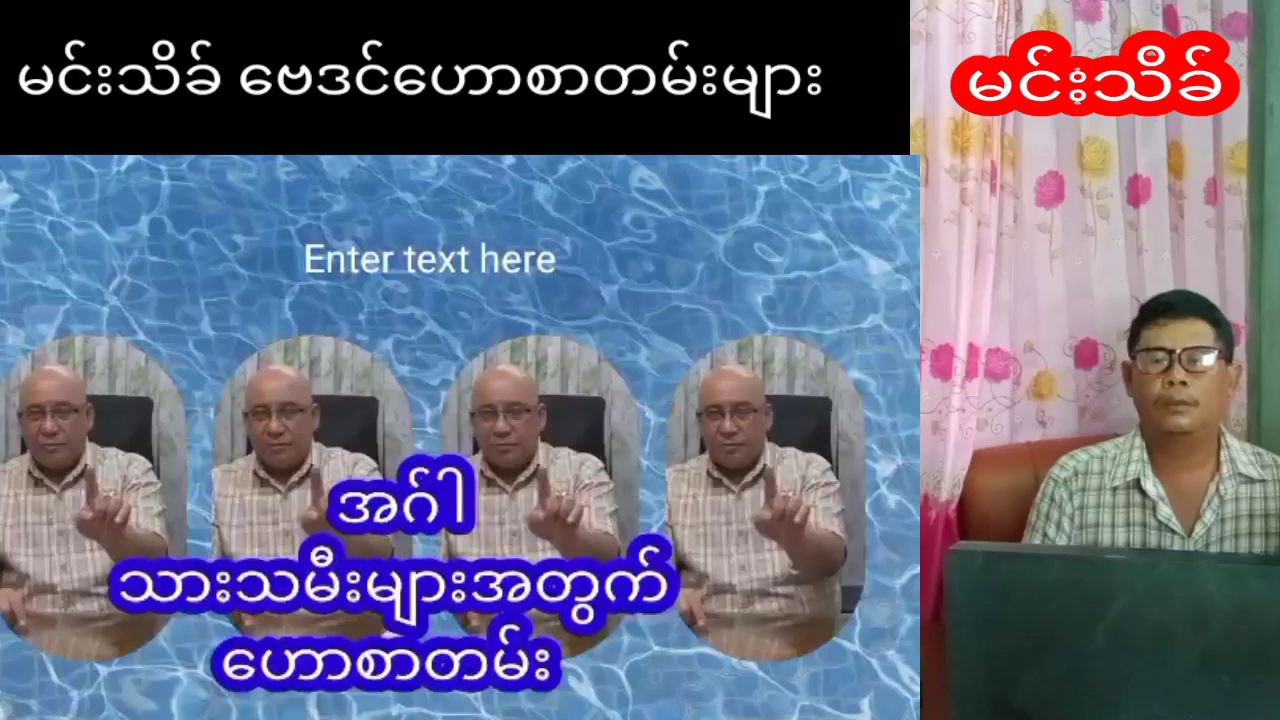 မင်းသိခ် ဗေဒင်ဟောစာတမ်းများ
မင်းသိခ်
Enter text here
အင်္ဂါ
သားသမီးများအတွက်
ဟောစာတမ်း